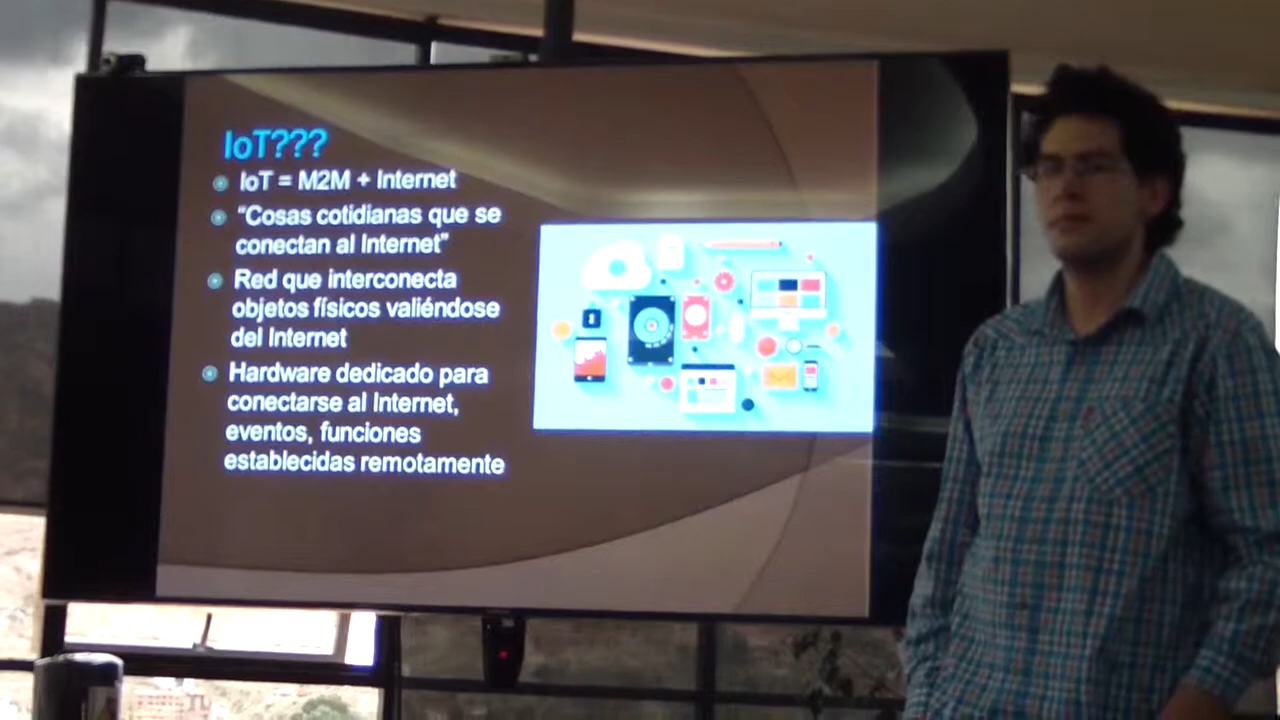 IoT???
IoT = M2M + Internet
“Cosas cotidianas que se
conectan al Internet”
Red que interconecta
objetos físicos valiéndose
del Internet
Hardware dedicado para
conectarse al Internet,
eventos, funciones
establecidas remotamente